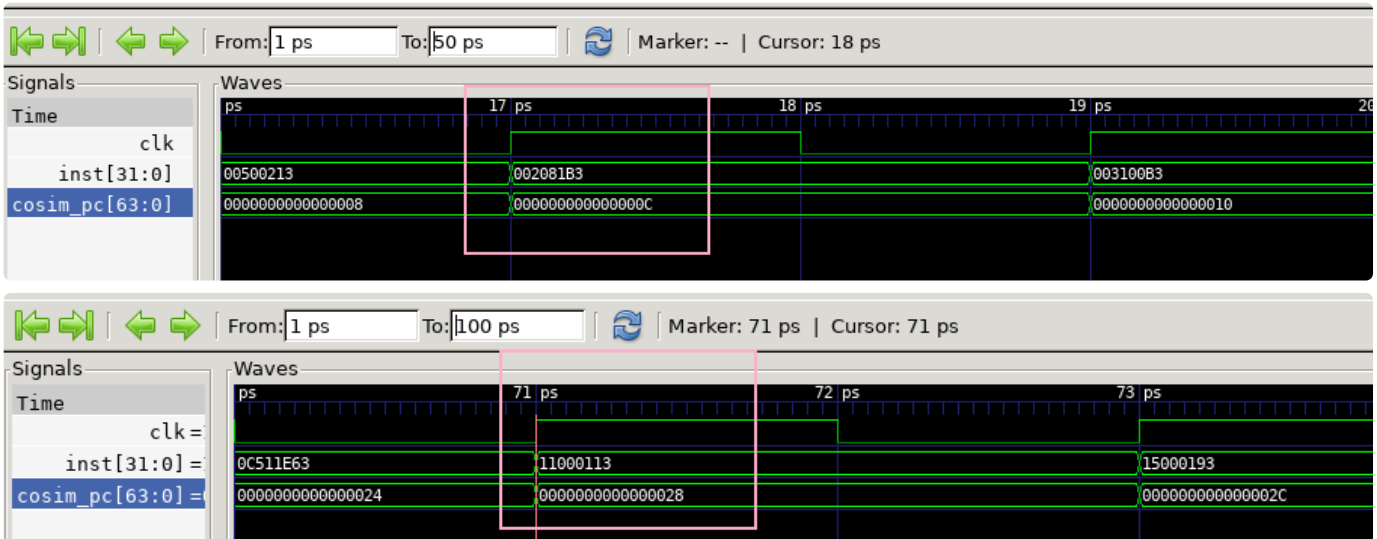 From: 1 ps To: 50 ps Marker: -- | Cursor: 18 ps
Signals Waves
Time ps 17 ps 18 ps 19 ps 20
clk
inst[31:0] 00500213 002081B3 003100B3
cosim_pc[63:0] 0000000000000008 000000000000000C 0000000000000010
From: 1 ps To: 100 ps Marker: 71 ps | Cursor: 71 ps
Signals Waves
Time ps 71 ps 72 ps 73 ps
clk =
inst[31:0] = 0C511E63 11000113 15000193
cosim_pc[63:0] = 0000000000000024 0000000000000028 000000000000002C